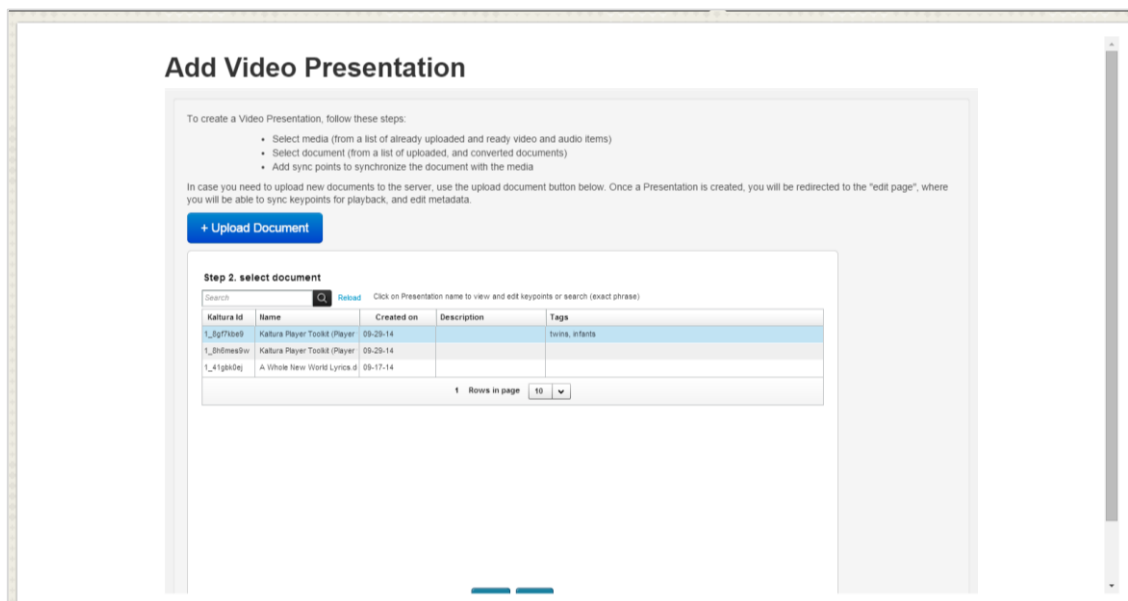 Add Video Presentation
To create a Video Presentation, follow these steps:
• Select media (from a list of already uploaded and ready video and audio items)
• Select document (from a list of uploaded, and converted documents)
• Add sync points to synchronize the document with the media
In case you need to upload new documents to the server, use the upload document button below. Once a Presentation is created, you will be redirected to the "edit page", where
you will be able to sync keypoints for playback, and edit metadata.
+ Upload Document
Step 2. select document
Search Reload Click on Presentation name to view and edit keypoints or search (exact phrase)
Kaltura Id Name Created on Description Tags
1_8gf7kbe9 Kaltura Player Toolkit (Player 09-29-14 twins, infants
1_8h6mes9w Kaltura Player Toolkit (Player 09-29-14
1_41gbk0ej A Whole New World Lyrics.d 09-17-14
1 Rows in page 10